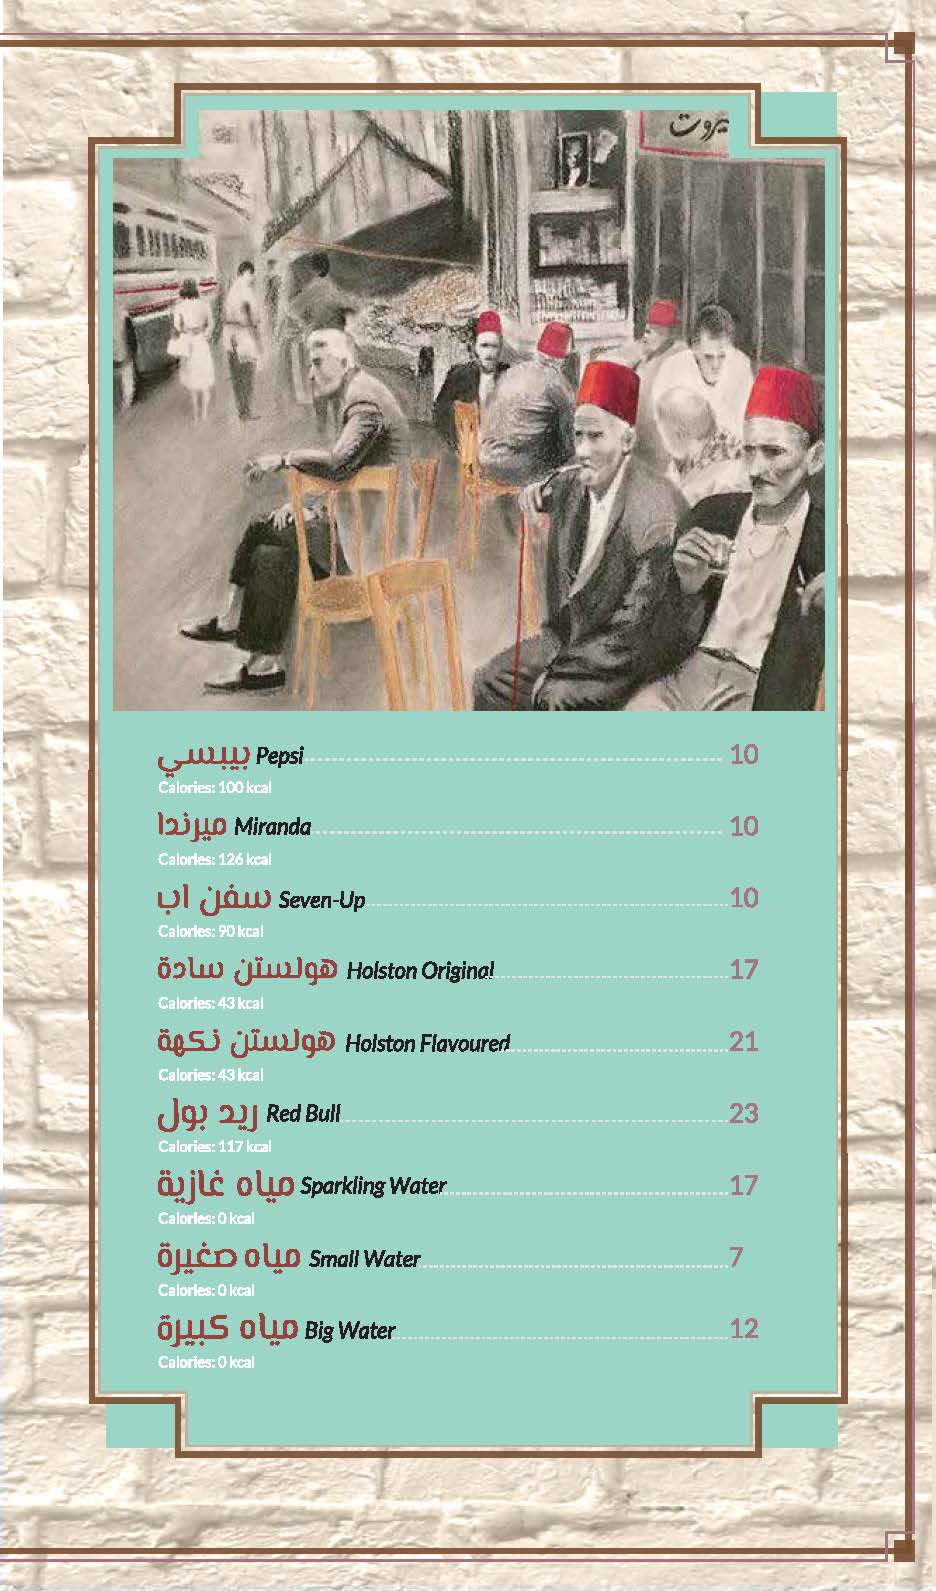 بيبسي Pepsi 10
Calories: 100 kcal
ميرندا Miranda 10
Calories: 126 kcal
سفن اب Seven-Up 10
Calories: 90 kcal
هولستن سادة Holston Original 17
Calories: 43 kcal
هولستن نكهة Holston Flavoured 21
Calories: 43 kcal
ريد بول Red Bull 23
Calories: 117 kcal
مياه غازية Sparkling Water 17
Calories: 0 kcal
مياه صغيرة Small Water 7
Calories: 0 kcal
مياه كبيرة Big Water 12
Calories: 0 kcal